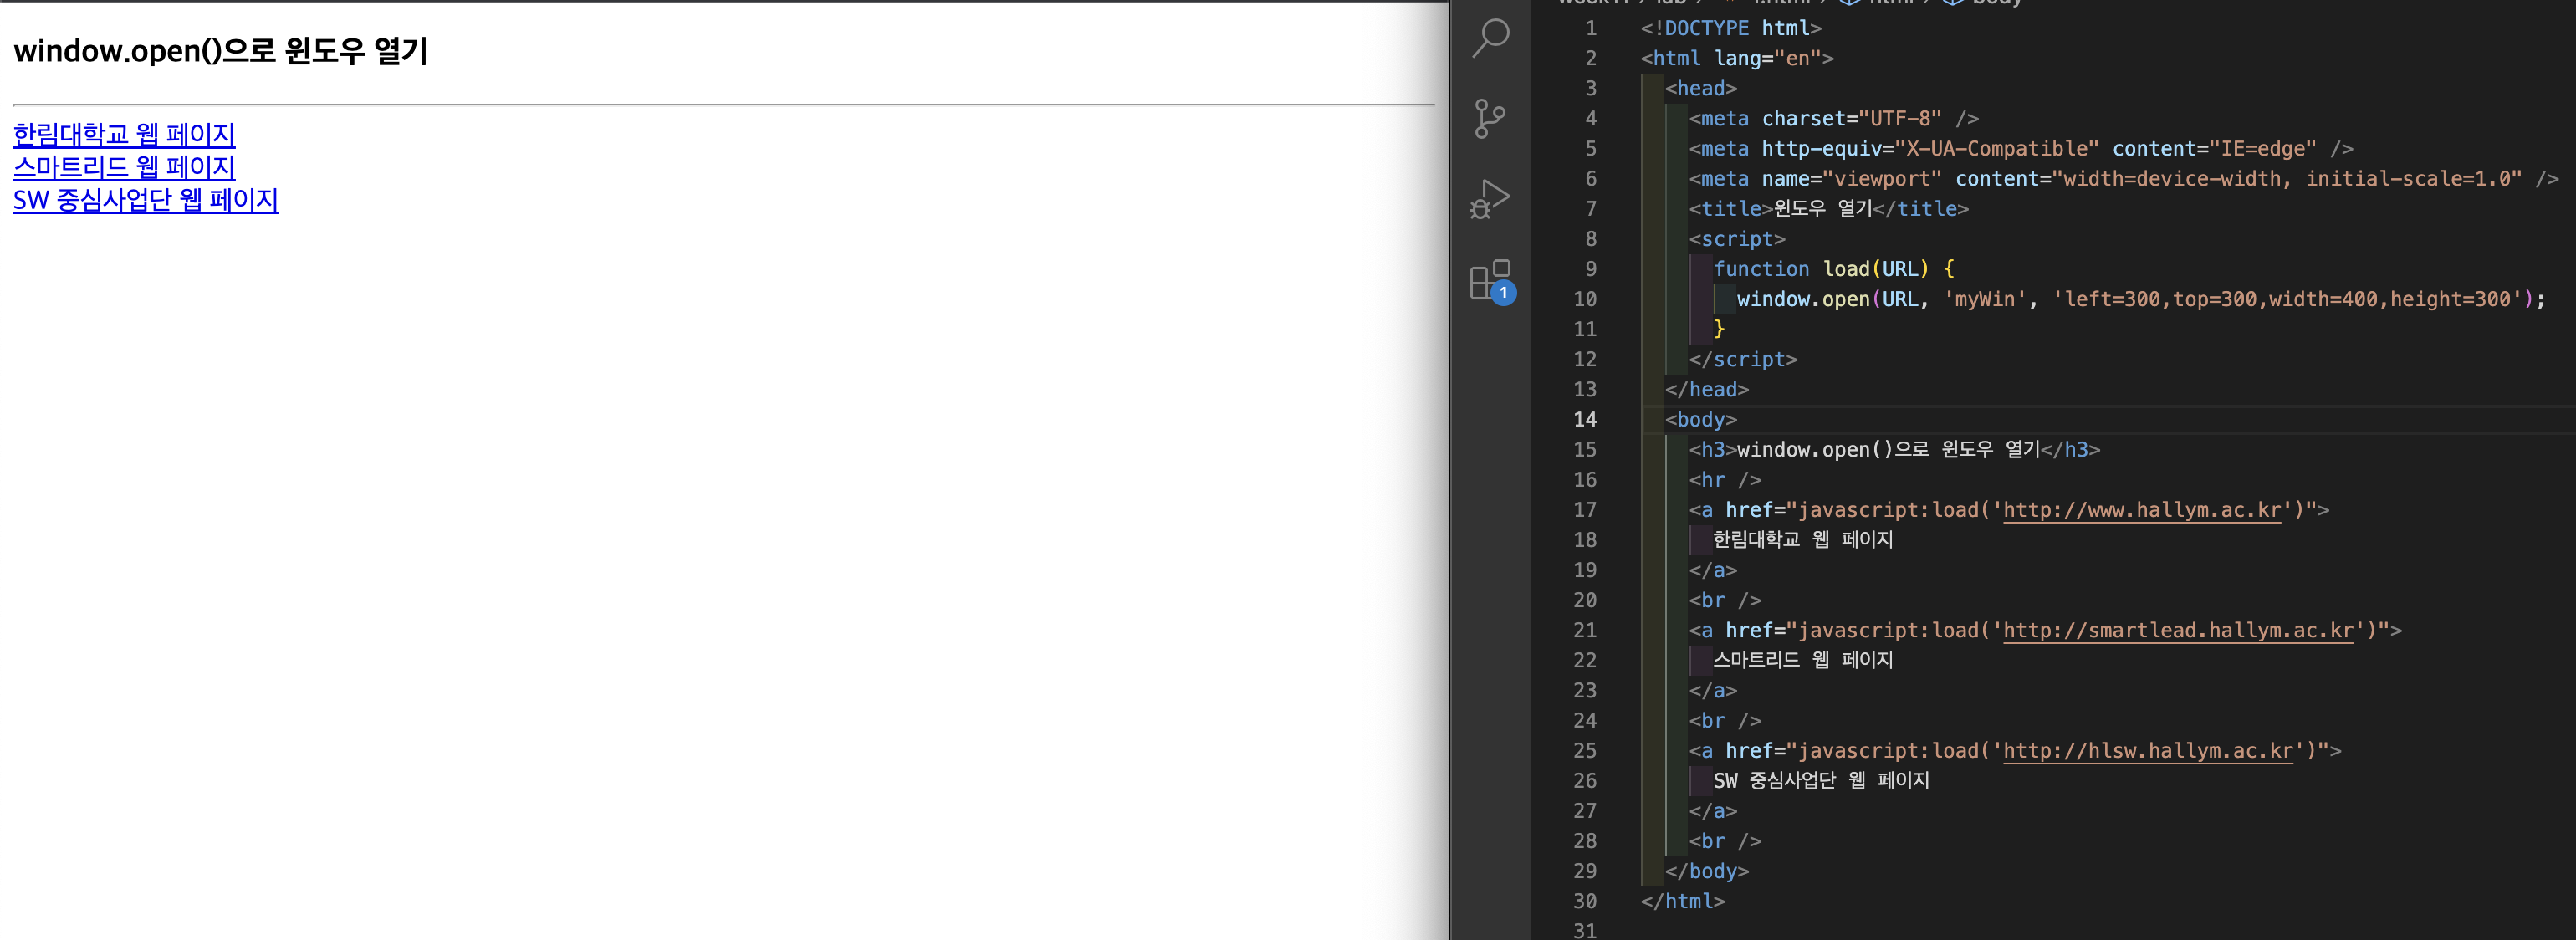 window.open()으로 윈도우 열기
한림대학교 웹 페이지
스마트리드 웹 페이지
SW 중심사업단 웹 페이지
1
1 <!DOCTYPE html>
2 <html lang="en">
3 <head>
4 <meta charset="UTF-8" />
5 <meta http-equiv="X-UA-Compatible" content="IE=edge" />
6 <meta name="viewport" content="width=device-width, initial-scale=1.0" />
7 <title>윈도우 열기</title>
8 <script>
9 function load(URL) {
10 window.open(URL, 'myWin', 'left=300,top=300,width=400,height=300');
11 }
12 </script>
13 </head>
14 <body>
15 <h3>window.open()으로 윈도우 열기</h3>
16 <hr />
17 <a href="javascript:load('http://www.hallym.ac.kr')">
18 한림대학교 웹 페이지
19 </a>
20 <br />
21 <a href="javascript:load('http://smartlead.hallym.ac.kr')">
22 스마트리드 웹 페이지
23 </a>
24 <br />
25 <a href="javascript:load('http://hlsw.hallym.ac.kr')">
26 SW 중심사업단 웹 페이지
27 </a>
28 <br />
29 </body>
30 </html>
31